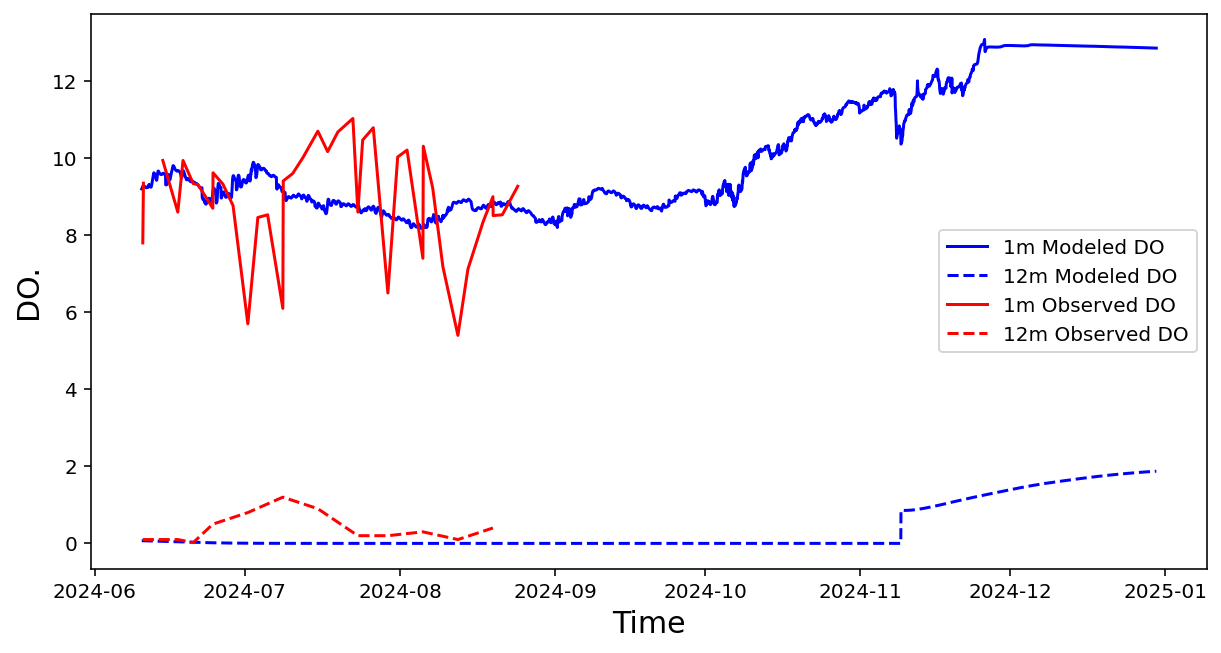 DO.
12
10
8
6
4
2
0
1m Modeled DO
12m Modeled DO
1m Observed DO
12m Observed DO
2024-06 2024-07 2024-08 2024-09 2024-10 2024-11 2024-12 2025-01
Time